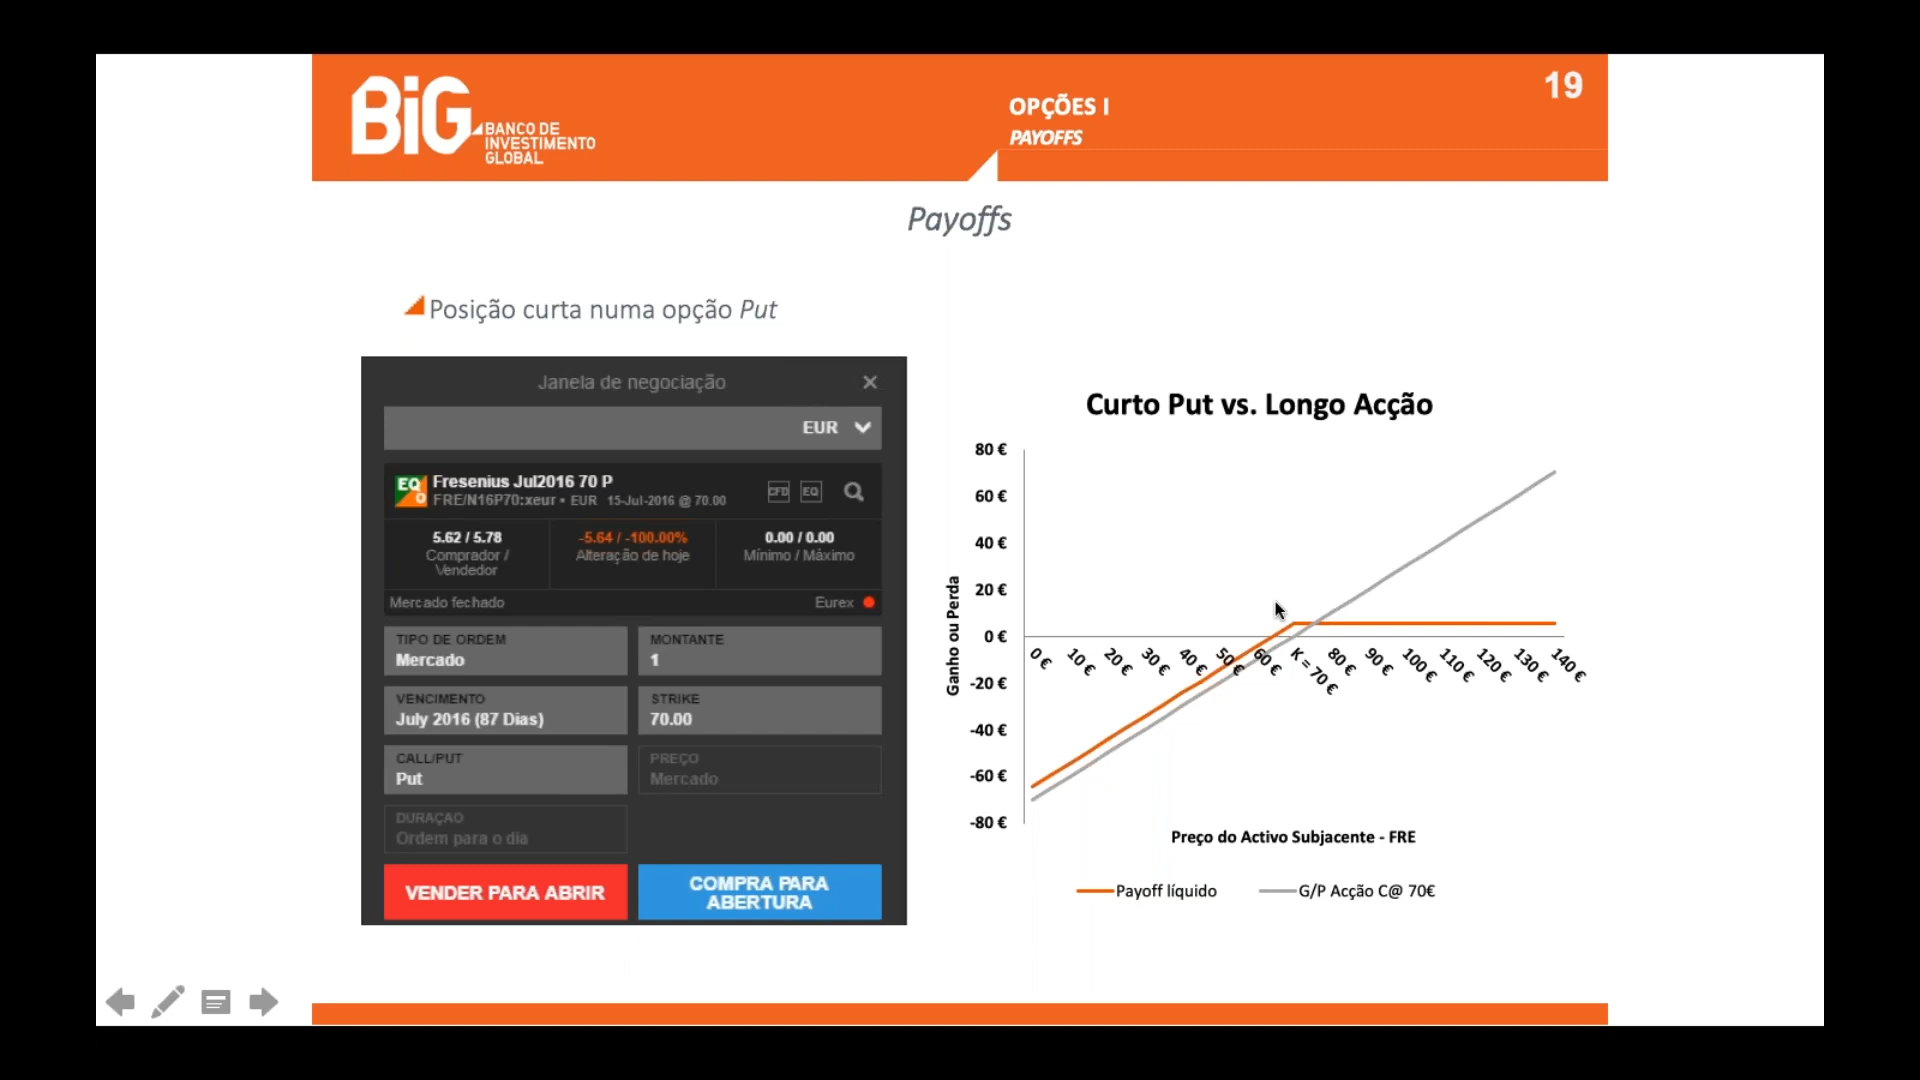 BiG
BANCO DE
INVESTIMENTO
GLOBAL
OPÇÕES I
PAYOFFS
19
Payoffs
Posição curta numa opção Put
Janela de negociação
EUR
EQ
O
Fresenius Jul2016 70 P
FRE/N16P70:xeur • EUR 15-Jul-2016 @ 70.00
CFD
EQ
5.62 / 5.78
Comprador /
Vendedor
-5.64 / -100.00%
Alteração de hoje
0.00 / 0.00
Mínimo / Máximo
Mercado fechado
Eurex
TIPO DE ORDEM
Mercado
MONTANTE
1
VENCIMENTO
July 2016 (87 Dias)
STRIKE
70.00
CALL/PUT
Put
PREÇO
Mercado
DURAÇAO
Ordem para o dia
VENDER PARA ABRIR
COMPRA PARA
ABERTURA
Curto Put vs. Longo Acção
80 €
60 €
40 €
20 €
0 €
-20 €
-40 €
-60 €
-80 €
Ganho ou Perda
0 €
10 €
20 €
30 €
40 €
50 €
60 €
K = 70 €
80 €
90 €
100 €
110 €
120 €
130 €
140 €
Preço do Activo Subjacente - FRE
Payoff líquido
G/P Acção C@ 70€